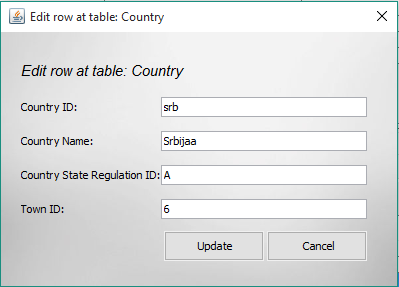 Edit row at table: Country
Edit row at table: Country
Country ID: srb
Country Name: Srbijaa
Country State Regulation ID: A
Town ID: 6
Update Cancel